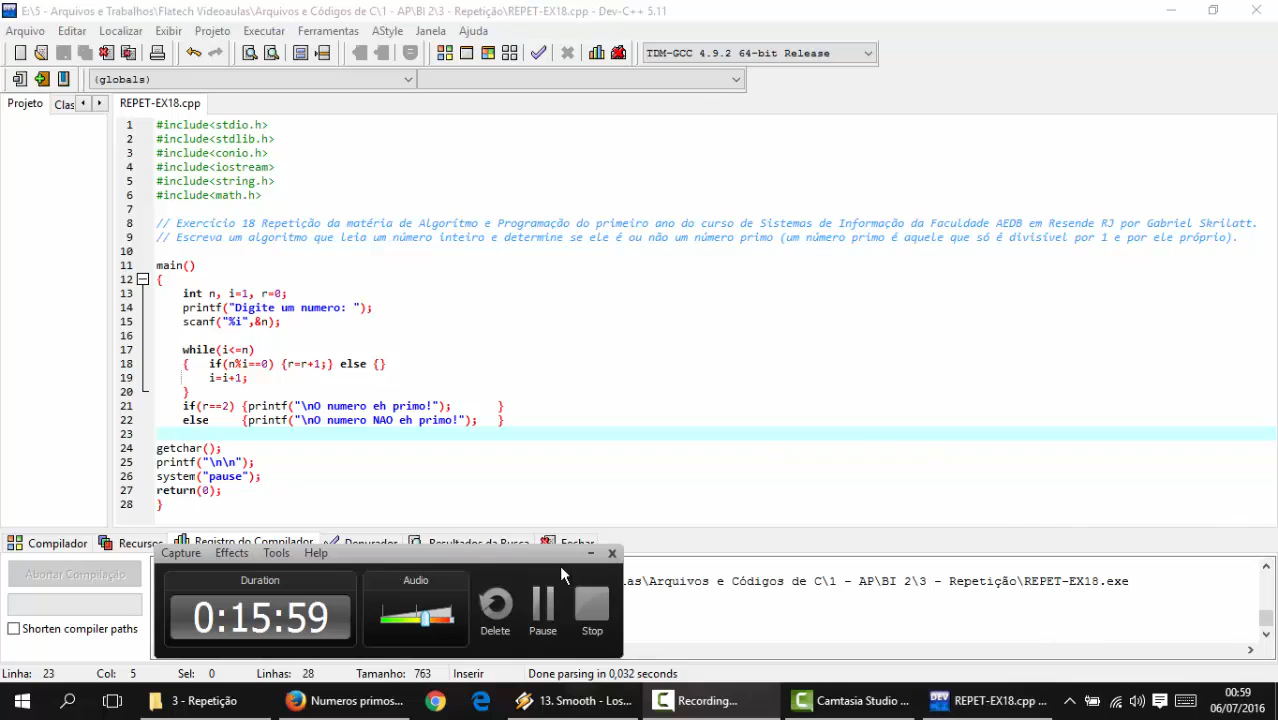 E:\5 - Arquivos e Trabalhos\Flatech Videoaulas\Arquivos e Códigos de C\1 - AP\BI 2\3 - Repetição\REPET-EX18.cpp - Dev-C++ 5.11
Arquivo Editar Localizar Exibir Projeto Executar Ferramentas AStyle Janela Ajuda
TDM-GCC 4.9.2 64-bit Release
(globals)
Projeto Clas REPET-EX18.cpp
1 #include<stdio.h>
2 #include<stdlib.h>
3 #include<conio.h>
4 #include<iostream>
5 #include<string.h>
6 #include<math.h>
7
8 // Exercício 18 Repetição da matéria de Algoritmo e Programação do primeiro ano do curso de Sistemas de Informação da Faculdade AEDB em Resende RJ por Gabriel Skrilatt.
9 // Escreva um algoritmo que leia um número inteiro e determine se ele é ou não um número primo (um número primo é aquele que só é divisível por 1 e por ele próprio).
10
11 main()
12 {
13 int n, i=1, r=0;
14 printf("Digite um numero: ");
15 scanf("%i",&n);
16
17 while(i<=n)
18 { if(n%i==0) {r=r+1;} else {}
19 i=i+1;
20 }
21 if(r==2) {printf("\nO numero eh primo!"); }
22 else {printf("\nO numero NAO eh primo!"); }
23
24 getchar();
25 printf("\n\n");
26 system("pause");
27 return(0);
28 }
Compilador Recursos Registro do Compilador Depurador Resultados da Busca Fechar
Abortar Compilação
Shorten compiler paths
las\Arquivos e Códigos de C\1 - AP\BI 2\3 - Repetição\REPET-EX18.exe
Capture Effects Tools Help
Duration Audio
0:15:59
Delete Pause Stop
Linha: 23 Col: 5 Sel: 0 Linhas: 28 Tamanho: 763 Inserir Done parsing in 0,032 seconds
3 - Repetição Numeros primos... 13. Smooth - Los... Recording... Camtasia Studio ... REPET-EX18.cpp ...
00:59
06/07/2016